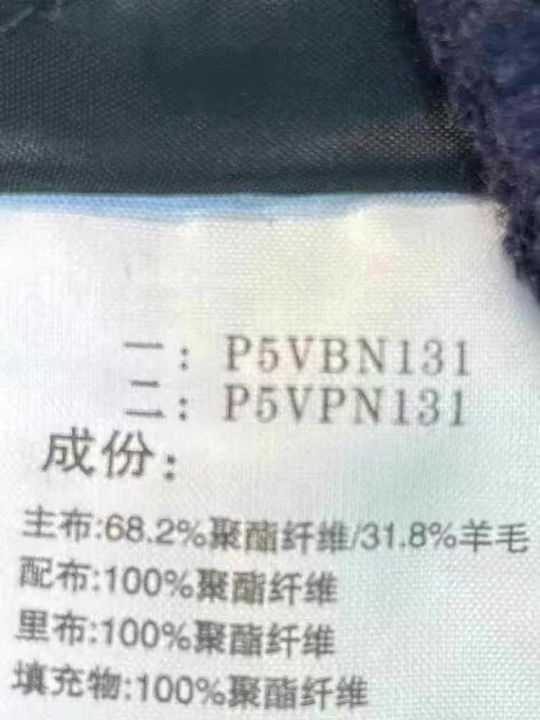 一：P5VBN131
二：P5VPN131
成份：
主布:68.2%聚酯纤维/31.8%羊毛
配布:100%聚酯纤维
里布:100%聚酯纤维
填充物:100%聚酯纤维